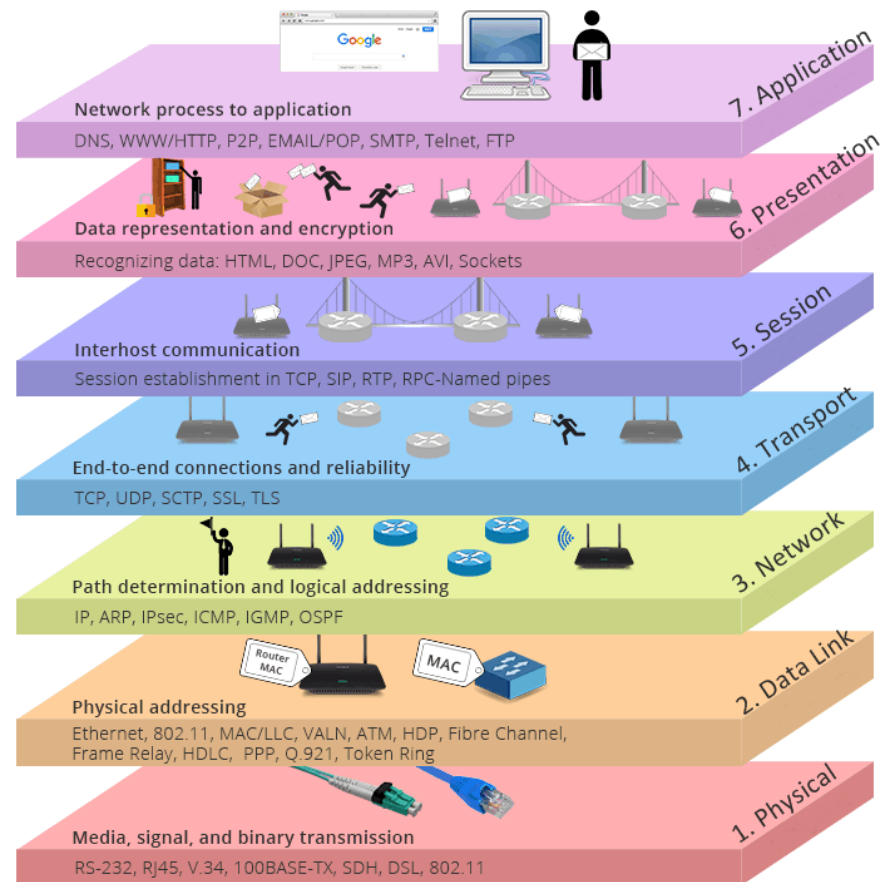 Google
7. Application
Network process to application
DNS, WWW/HTTP, P2P, EMAIL/POP, SMTP, Telnet, FTP
6. Presentation
Data representation and encryption
Recognizing data: HTML, DOC, JPEG, MP3, AVI, Sockets
5. Session
Interhost communication
Session establishment in TCP, SIP, RTP, RPC-Named pipes
4. Transport
End-to-end connections and reliability
TCP, UDP, SCTP, SSL, TLS
3. Network
Path determination and logical addressing
IP, ARP, IPsec, ICMP, IGMP, OSPF
Router
MAC
MAC
2. Data Link
Physical addressing
Ethernet, 802.11, MAC/LLC, VALN, ATM, HDP, Fibre Channel,
Frame Relay, HDLC, PPP, Q.921, Token Ring
1. Physical
Media, signal, and binary transmission
RS-232, RJ45, V.34, 100BASE-TX, SDH, DSL, 802.11